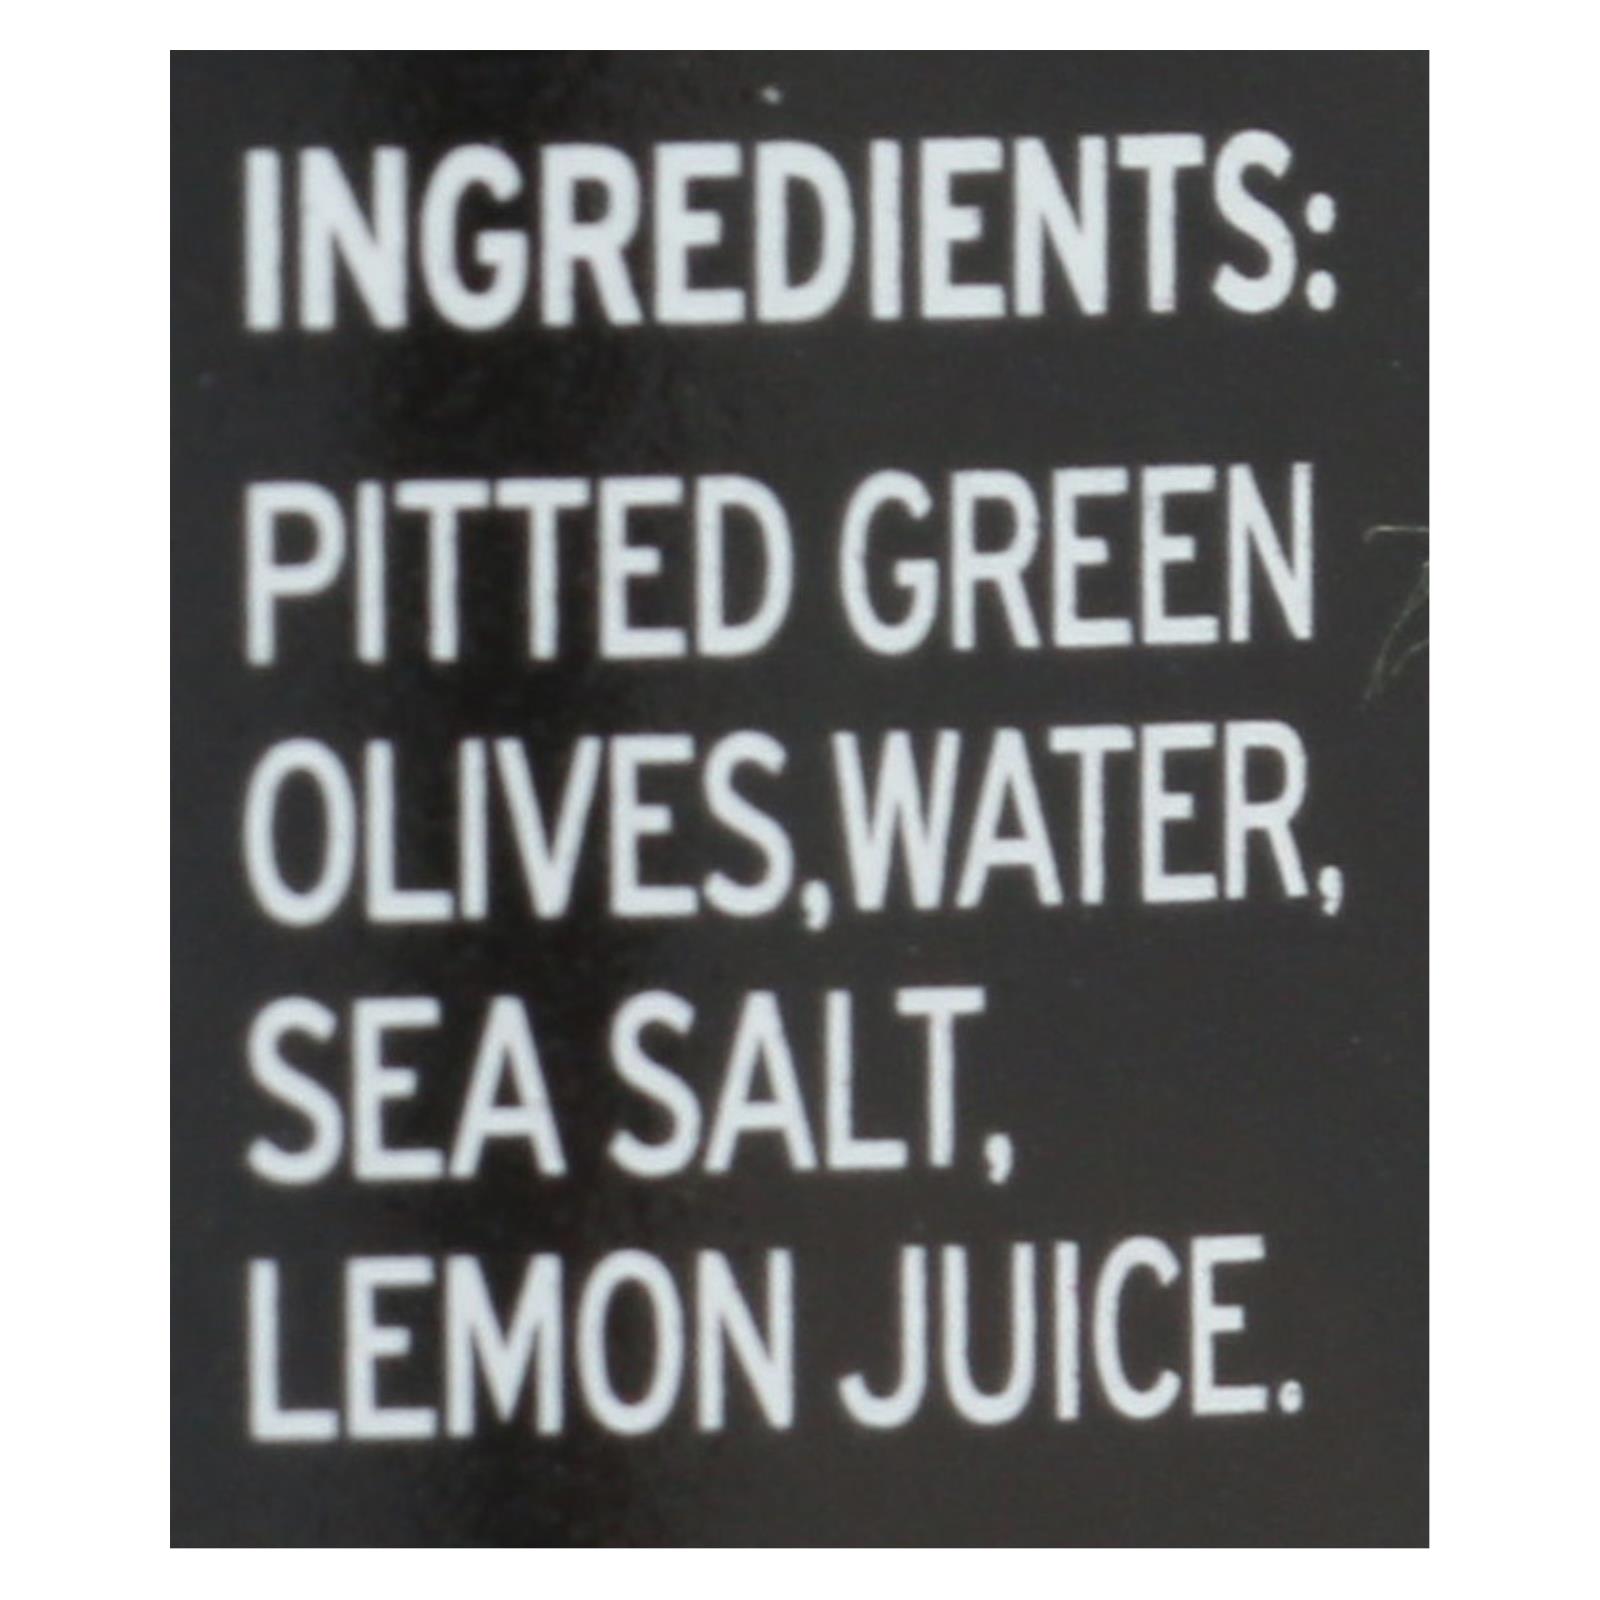 INGREDIENTS:
PITTED GREEN
OLIVES,WATER,
SEA SALT,
LEMON JUICE.